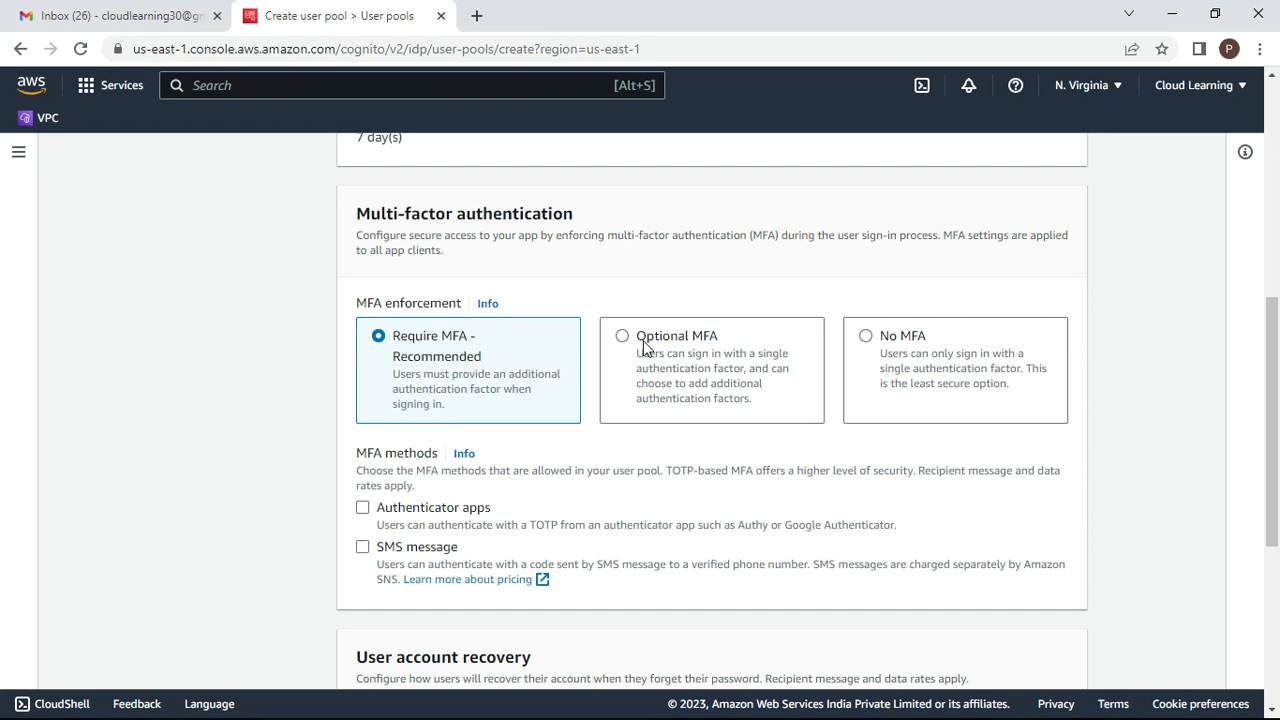 Inbox (26) - cloudlearning30@gn
Create user pool > User pools
us-east-1.console.aws.amazon.com/cognito/v2/idp/user-pools/create?region=us-east-1
P
aws
Services
Search
[Alt+S]
N. Virginia
Cloud Learning
VPC
7 day(s)
Multi-factor authentication
Configure secure access to your app by enforcing multi-factor authentication (MFA) during the user sign-in process. MFA settings are applied
to all app clients.
MFA enforcement
Info
Require MFA -
Recommended
Users must provide an additional
authentication factor when
signing in.
Optional MFA
Users can sign in with a single
authentication factor, and can
choose to add additional
authentication factors.
No MFA
Users can only sign in with a
single authentication factor. This
is the least secure option.
MFA methods
Info
Choose the MFA methods that are allowed in your user pool. TOTP-based MFA offers a higher level of security. Recipient message and data
rates apply.
Authenticator apps
Users can authenticate with a TOTP from an authenticator app such as Authy or Google Authenticator.
SMS message
Users can authenticate with a code sent by SMS message to a verified phone number. SMS messages are charged separately by Amazon
SNS. Learn more about pricing
User account recovery
Configure how users will recover their account when they forget their password. Recipient message and data rates apply.
CloudShell
Feedback
Language
© 2023, Amazon Web Services India Private Limited or its affiliates.
Privacy
Terms
Cookie preferences